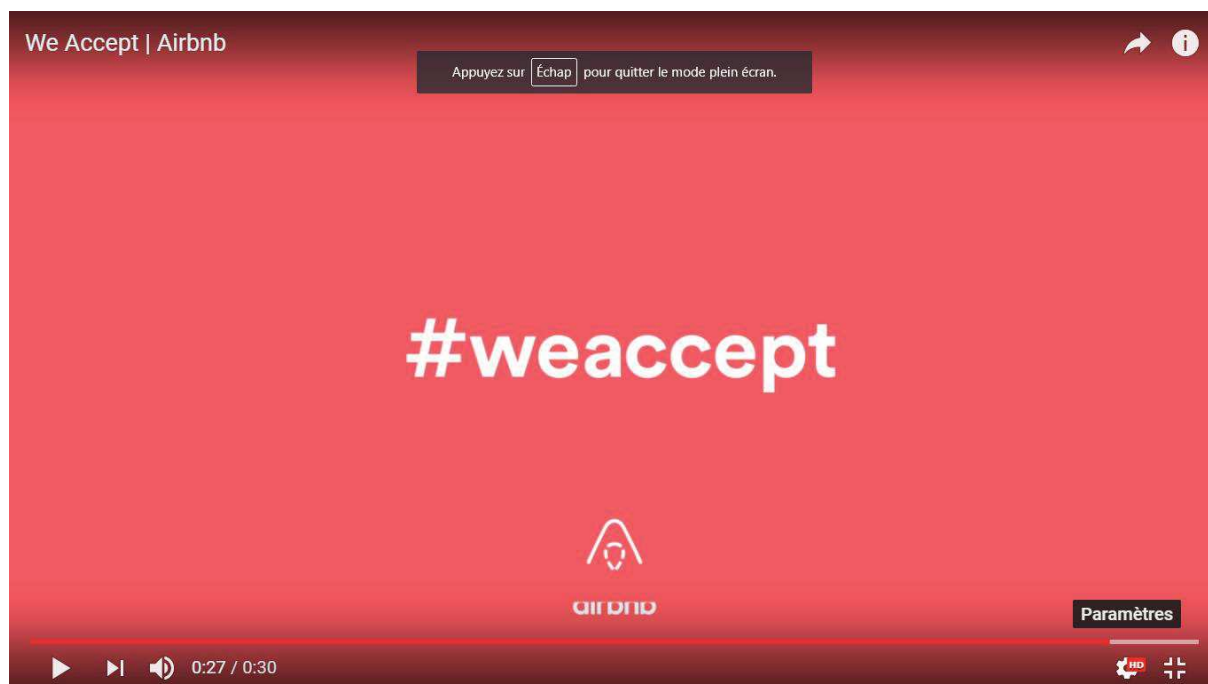 We Accept | Airbnb
Appuyez sur Échap pour quitter le mode plein écran.
#weaccept
airbnb
Paramètres
0:27 / 0:30
HD